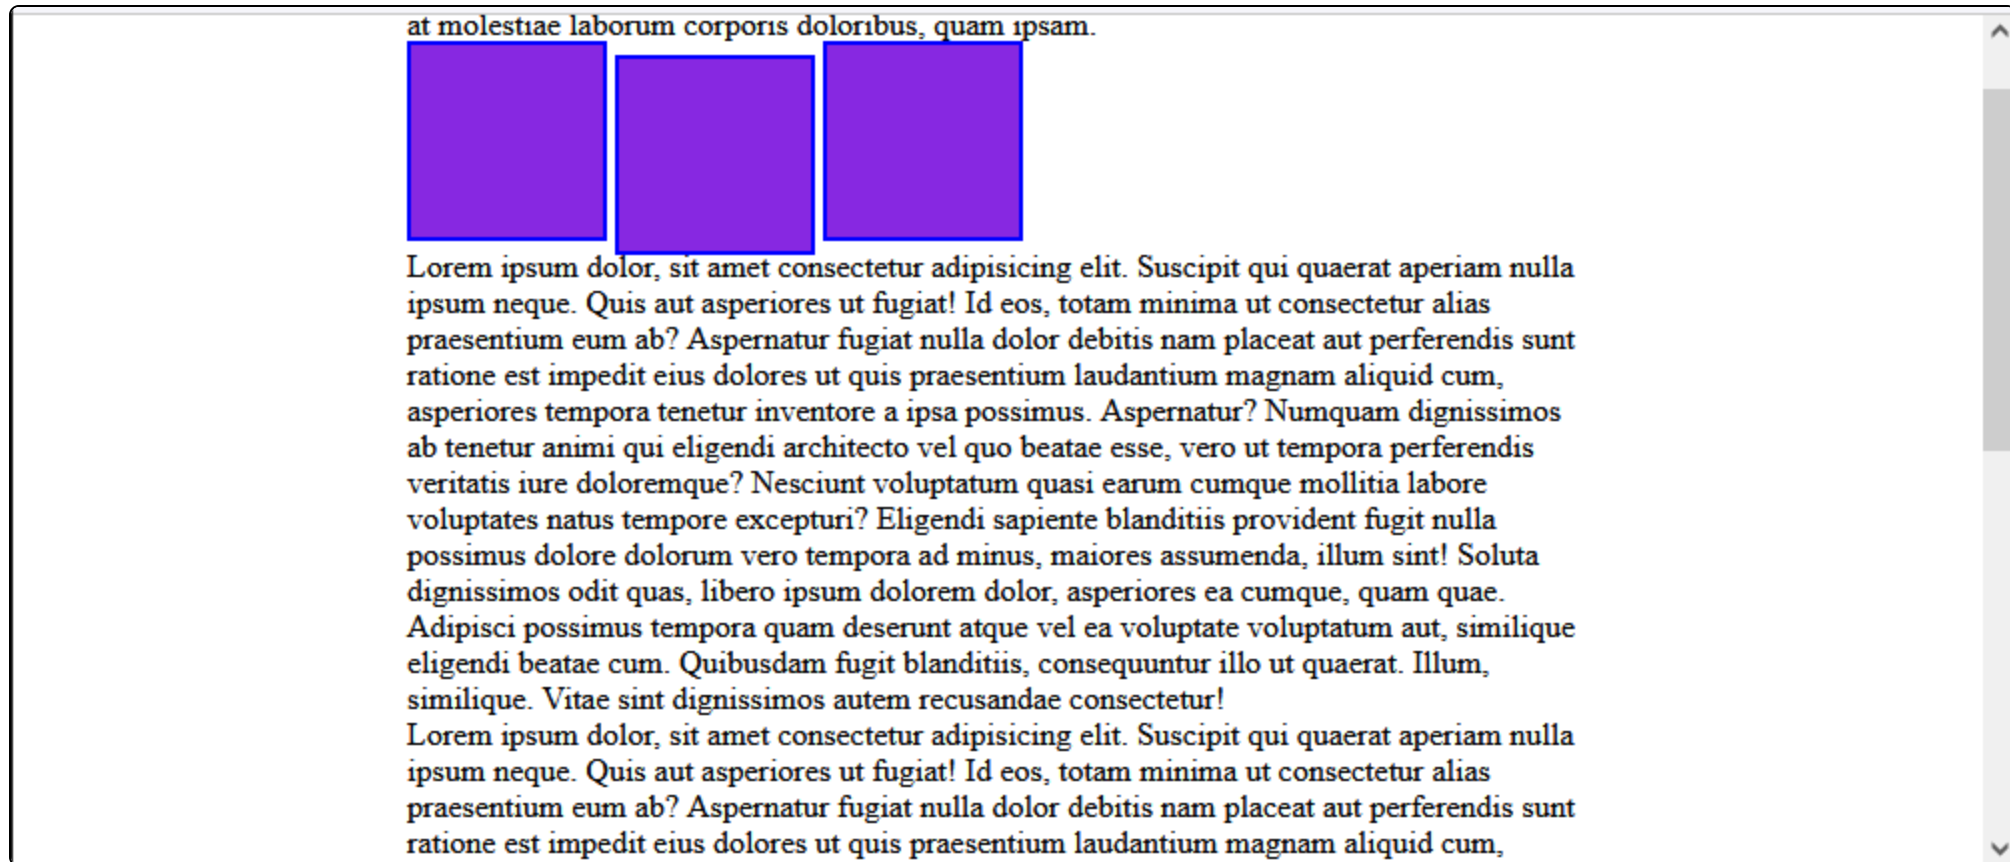 at molestiae laborum corporis doloribus, quam ipsam.
Lorem ipsum dolor, sit amet consectetur adipisicing elit. Suscipit qui quaerat aperiam nulla
ipsum neque. Quis aut asperiores ut fugiat! Id eos, totam minima ut consectetur alias
praesentium eum ab? Aspernatur fugiat nulla dolor debitis nam placeat aut perferendis sunt
ratione est impedit eius dolores ut quis praesentium laudantium magnam aliquid cum,
asperiores tempora tenetur inventore a ipsa possimus. Aspernatur? Numquam dignissimos
ab tenetur animi qui eligendi architecto vel quo beatae esse, vero ut tempora perferendis
veritatis iure doloremque? Nesciunt voluptatum quasi earum cumque mollitia labore
voluptates natus tempore excepturi? Eligendi sapiente blanditiis provident fugit nulla
possimus dolore dolorum vero tempora ad minus, maiores assumenda, illum sint! Soluta
dignissimos odit quas, libero ipsum dolorem dolor, asperiores ea cumque, quam quae.
Adipisci possimus tempora quam deserunt atque vel ea voluptate voluptatum aut, similique
eligendi beatae cum. Quibusdam fugit blanditiis, consequuntur illo ut quaerat. Illum,
similique. Vitae sint dignissimos autem recusandae consectetur!
Lorem ipsum dolor, sit amet consectetur adipisicing elit. Suscipit qui quaerat aperiam nulla
ipsum neque. Quis aut asperiores ut fugiat! Id eos, totam minima ut consectetur alias
praesentium eum ab? Aspernatur fugiat nulla dolor debitis nam placeat aut perferendis sunt
ratione est impedit eius dolores ut quis praesentium laudantium magnam aliquid cum,